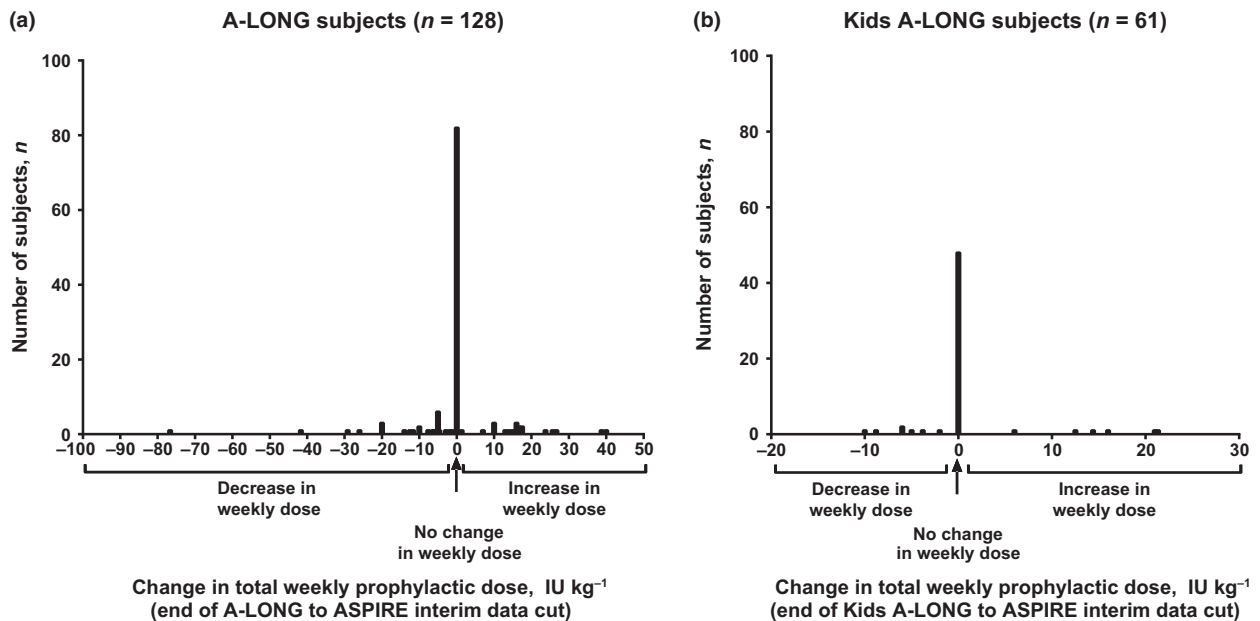 (a)
A-LONG subjects (n = 128)
Number of subjects, n
100
80
60
40
20
0
–100 –90 –80 –70 –60 –50 –40 –30 –20 –10 0 10 20 30 40 50
Decrease in
weekly dose
Increase in
weekly dose
No change
in weekly dose
Change in total weekly prophylactic dose, IU kg–1
(end of A-LONG to ASPIRE interim data cut)
(b)
Kids A-LONG subjects (n = 61)
Number of subjects, n
100
80
60
40
20
0
–20 –10 0 10 20 30
Decrease in
weekly dose
Increase in
weekly dose
No change
in weekly dose
Change in total weekly prophylactic dose, IU kg–1
(end of Kids A-LONG to ASPIRE interim data cut)